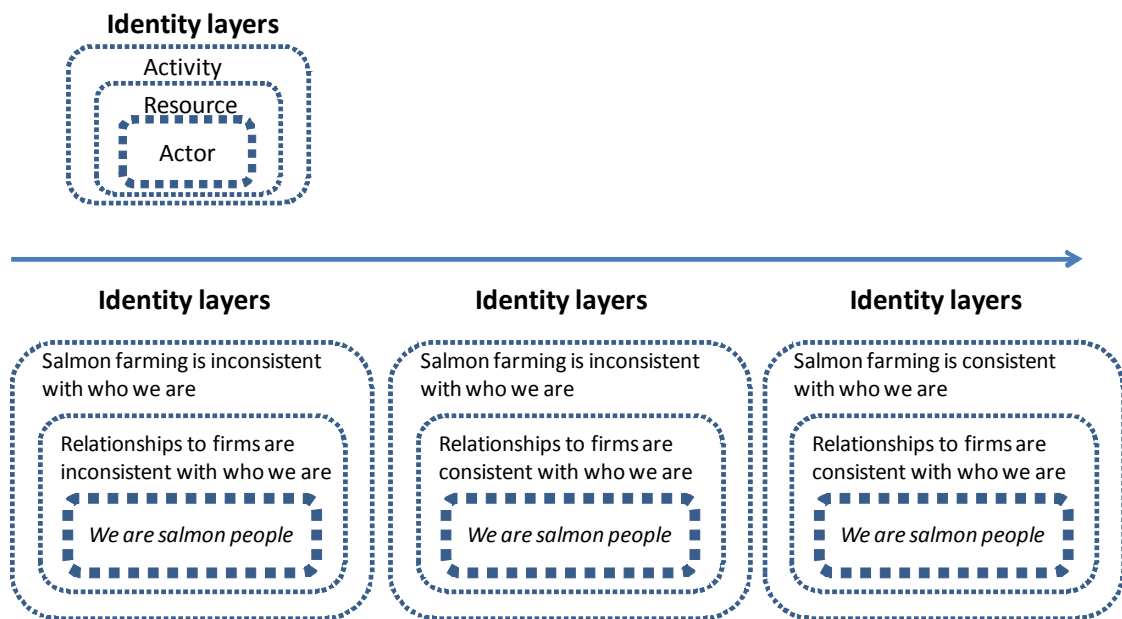 Identity layers
Activity
Resource
Actor
Identity layers
Salmon farming is inconsistent
with who we are
Relationships to firms are
inconsistent with who we are
We are salmon people
Identity layers
Salmon farming is inconsistent
with who we are
Relationships to firms are
consistent with who we are
We are salmon people
Identity layers
Salmon farming is consistent
with who we are
Relationships to firms are
consistent with who we are
We are salmon people